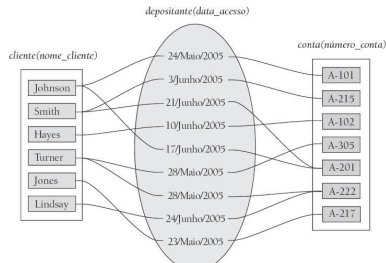 depositante(data_acesso)
cliente(nome_cliente)
conta(número_conta)
Johnson
Smith
Hayes
Turner
Jones
Lindsay
24/Maio/2005
3/Junho/2005
21/Junho/2005
10/Junho/2005
17/Junho/2005
28/Maio/2005
28/Maio/2005
24/Junho/2005
23/Maio/2005
A-101
A-215
A-102
A-305
A-201
A-222
A-217